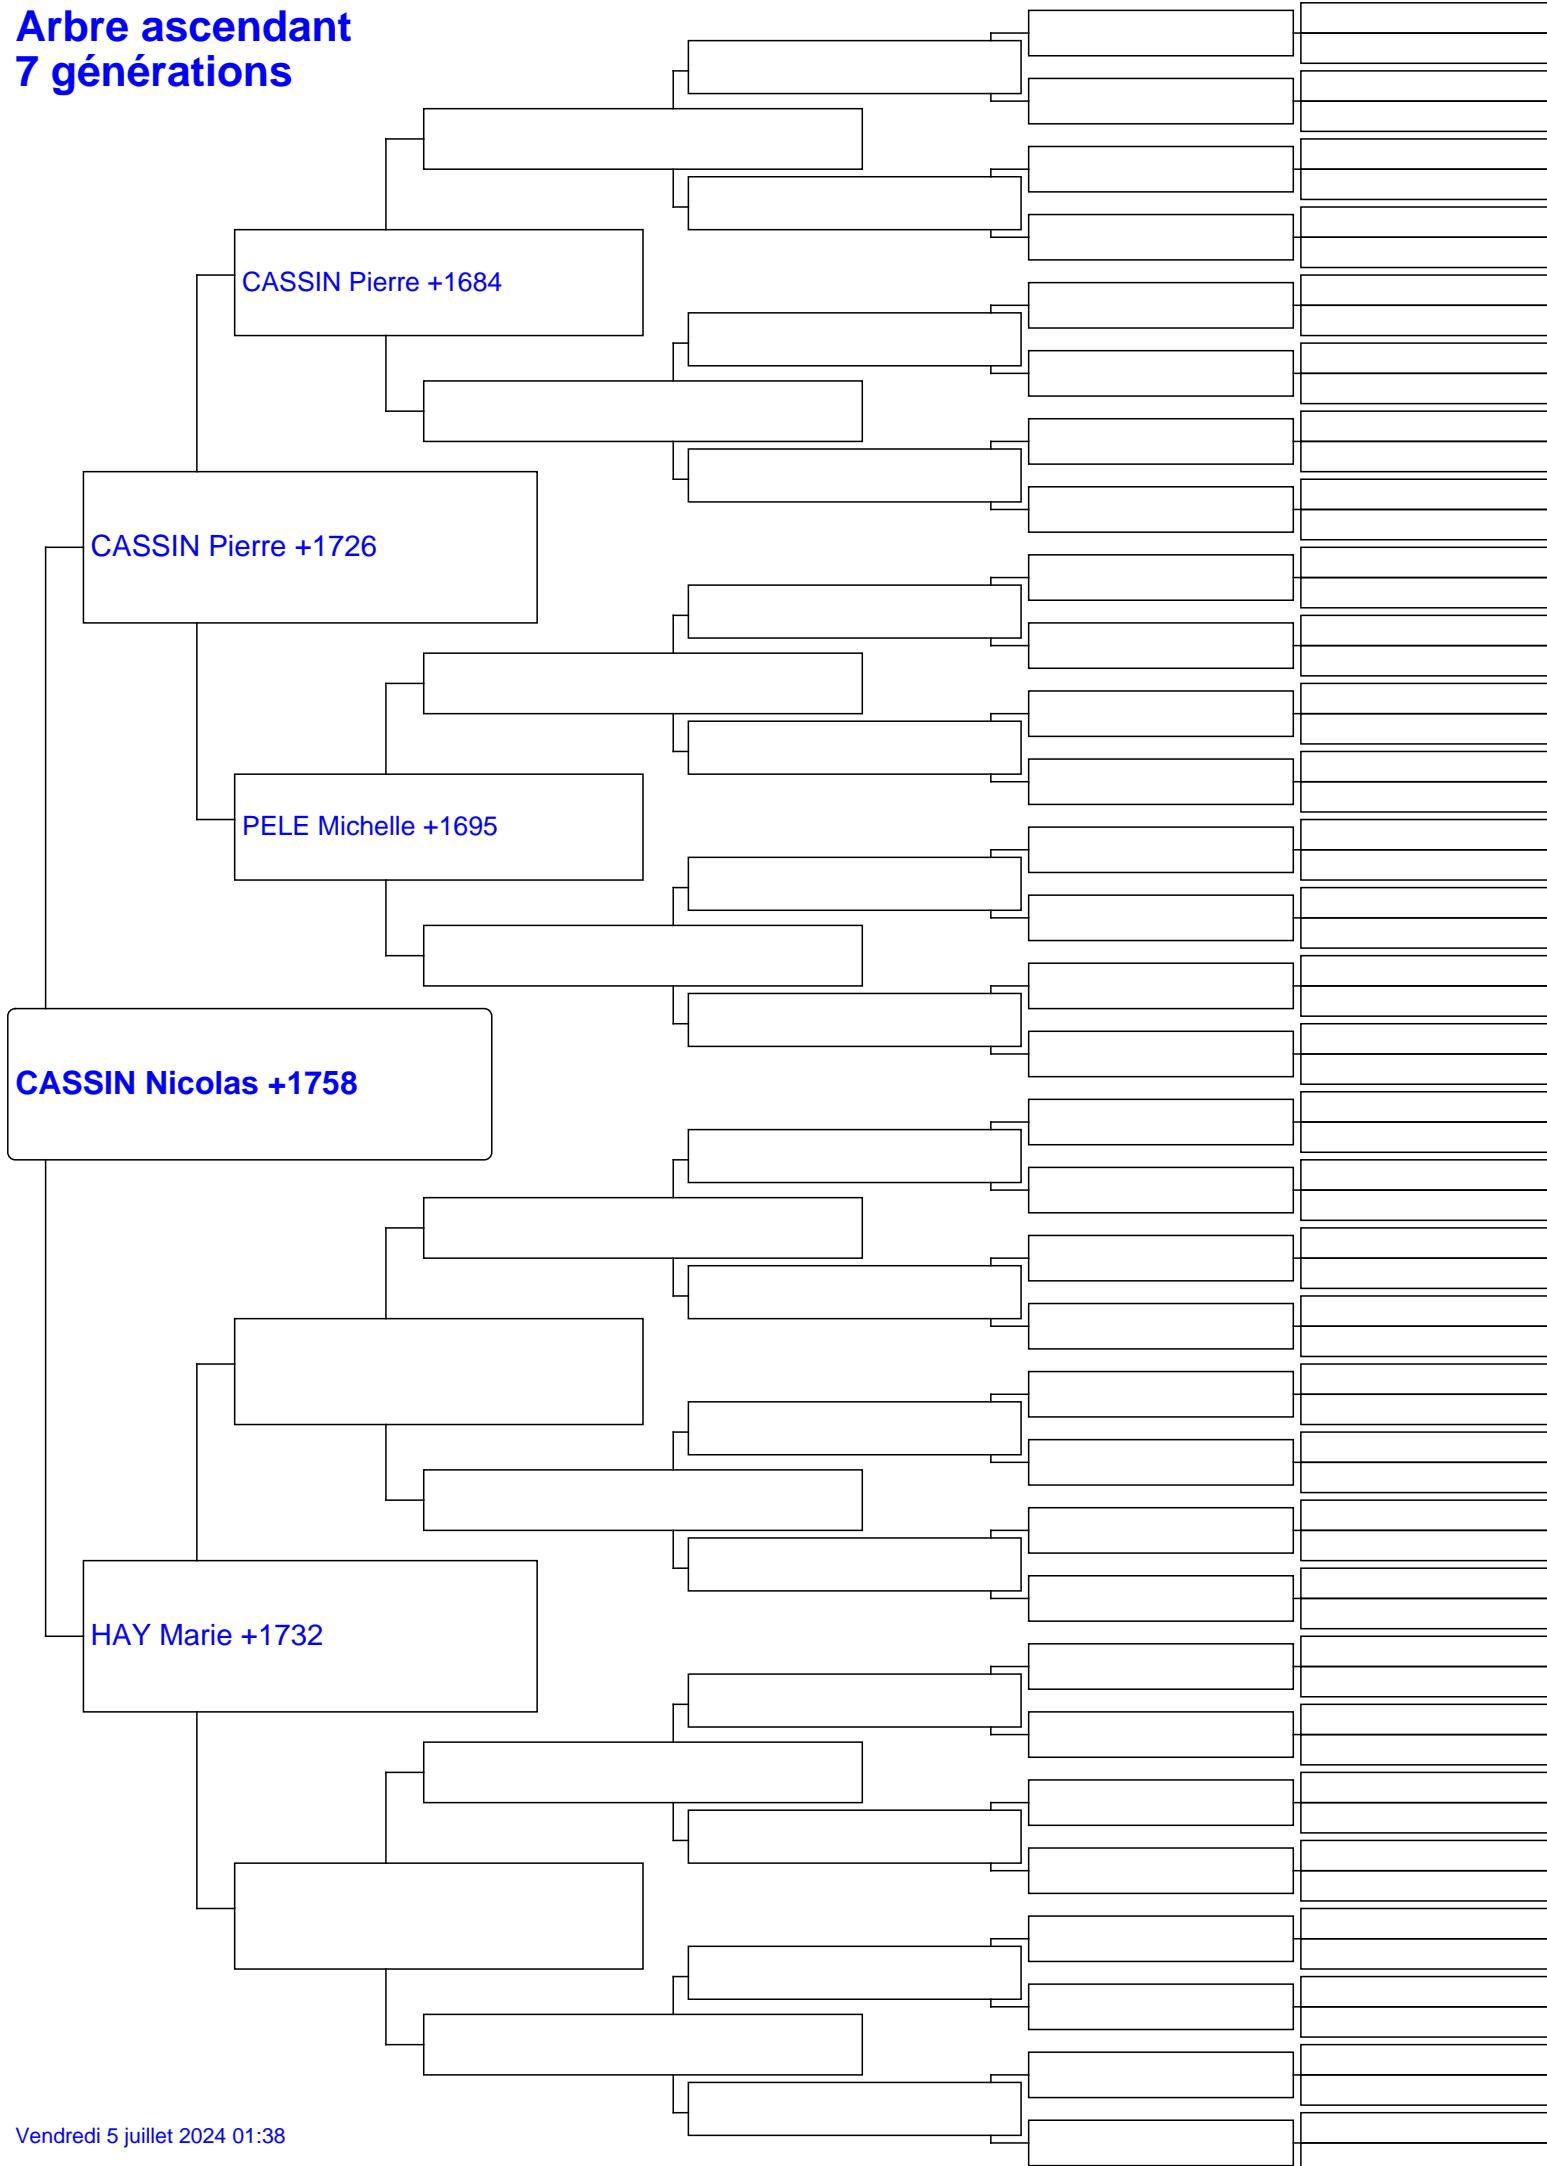 Arbre ascendant
7 générations
CASSIN Pierre +1684
CASSIN Pierre +1726
PELE Michelle +1695
CASSIN Nicolas +1758
HAY Marie +1732
Vendredi 5 juillet 2024 01:38